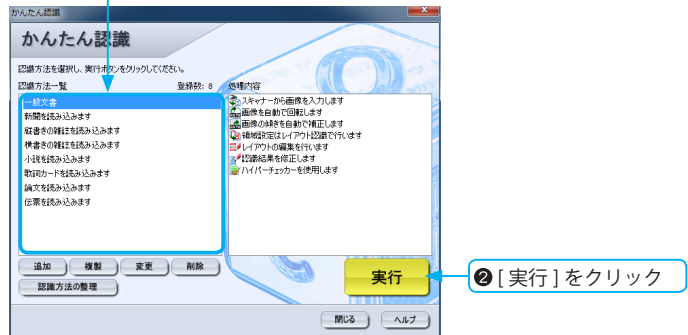 かんたん認識
かんたん認識
認識方法を選択し、実行ボタンをクリックしてください。
認識方法一覧 登録数: 8
一般文書
新聞を読み込みます
縦書きの雑誌を読み込みます
横書きの雑誌を読み込みます
小説を読み込みます
歌詞カードを読み込みます
論文を読み込みます
伝票を読み込みます
処理内容
スキャナーから画像を入力します
画像を自動で回転します
画像の傾きを自動で補正します
領域設定はレイアウト認識で行います
レイアウトの編集を行います
認識結果を修正します
ハイパーチェッカーを使用します
追加 複製 変更 削除
認識方法の整理
実行
❷ [ 実行 ] をクリック
閉じる ヘルプ